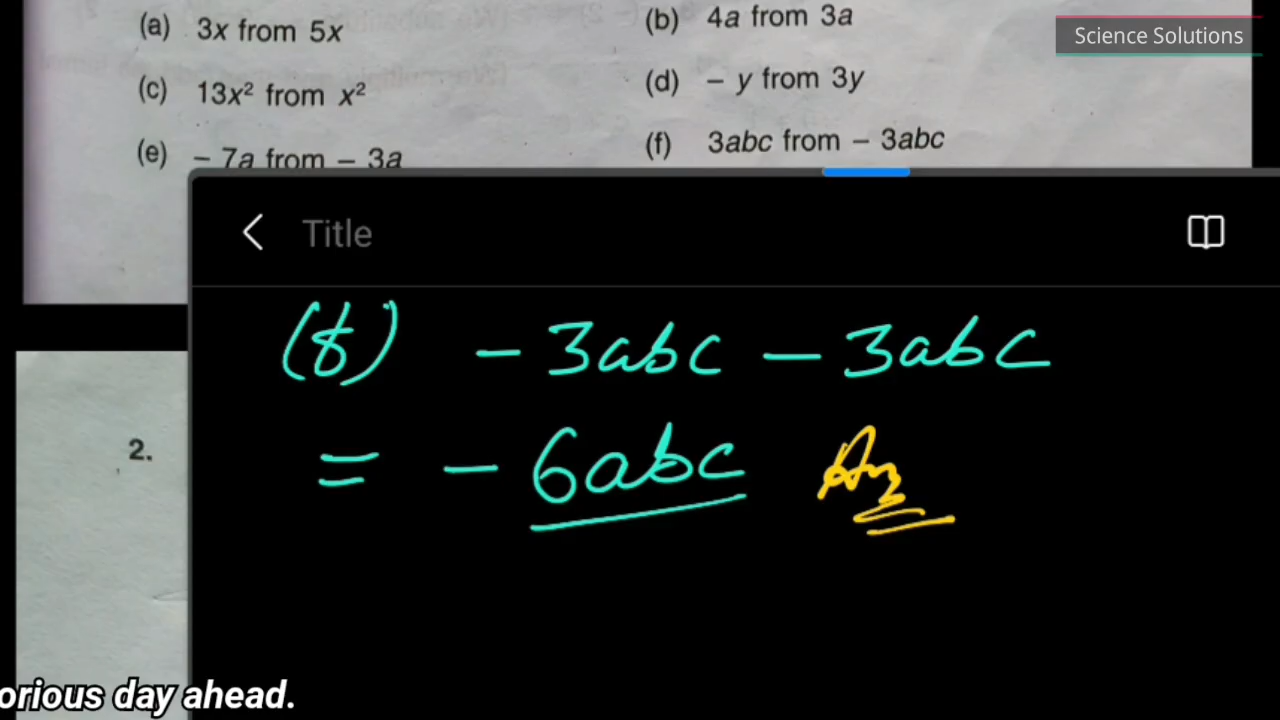 (a) 3x from 5x
(b) 4a from 3a
Science Solutions
(c) 13x² from x²
(d) – y from 3y
(e) – 7a from – 3a
(f) 3abc from – 3abc
Title
(f) – 3abc – 3abc
= – 6abc Ans
2.
orious day ahead.